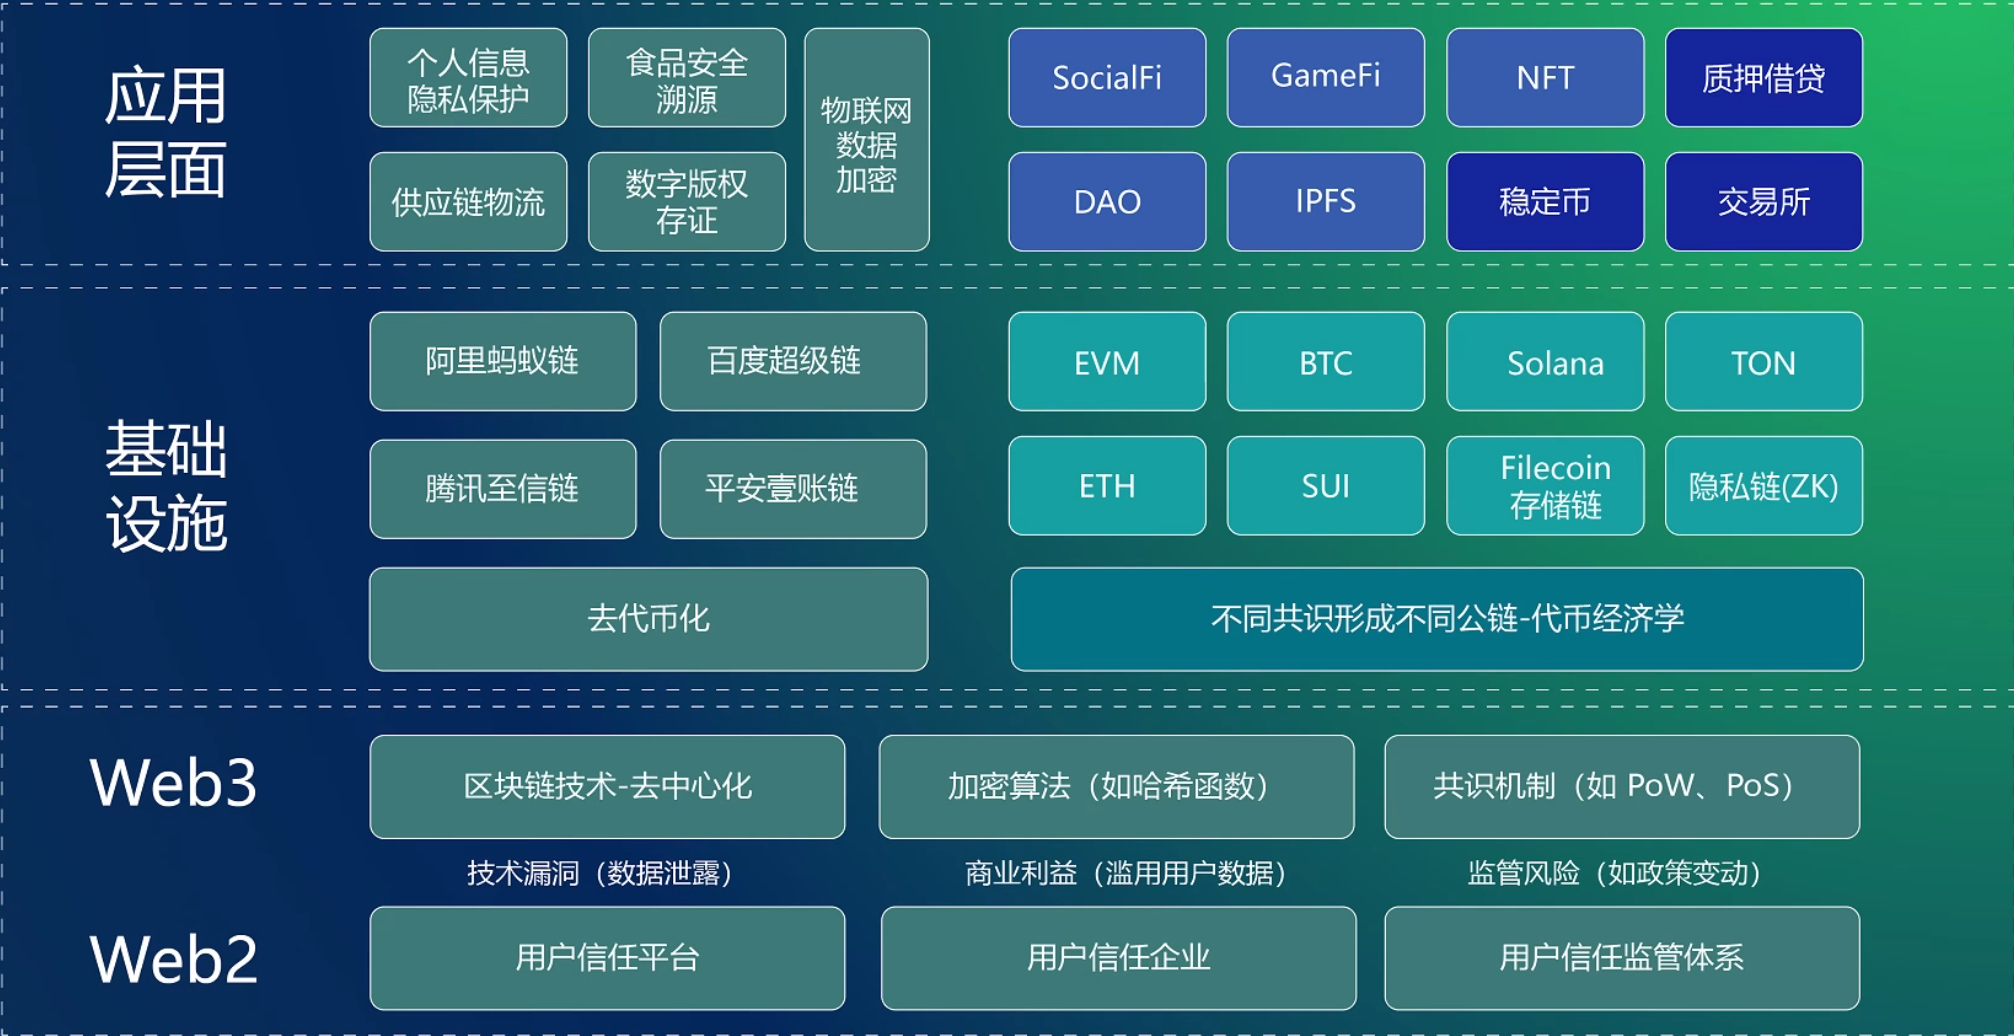 应用
层面
个人信息
隐私保护
食品安全
溯源
物联网
数据
加密
供应链物流
数字版权
存证
SocialFi
GameFi
NFT
质押借贷
DAO
IPFS
稳定币
交易所
基础
设施
阿里蚂蚁链
百度超级链
腾讯至信链
平安壹账链
去代币化
EVM
BTC
Solana
TON
ETH
SUI
Filecoin
存储链
隐私链(ZK)
不同共识形成不同公链-代币经济学
Web3
区块链技术-去中心化
加密算法（如哈希函数）
共识机制（如 PoW、PoS）
技术漏洞（数据泄露）
商业利益（滥用用户数据）
监管风险（如政策变动）
Web2
用户信任平台
用户信任企业
用户信任监管体系